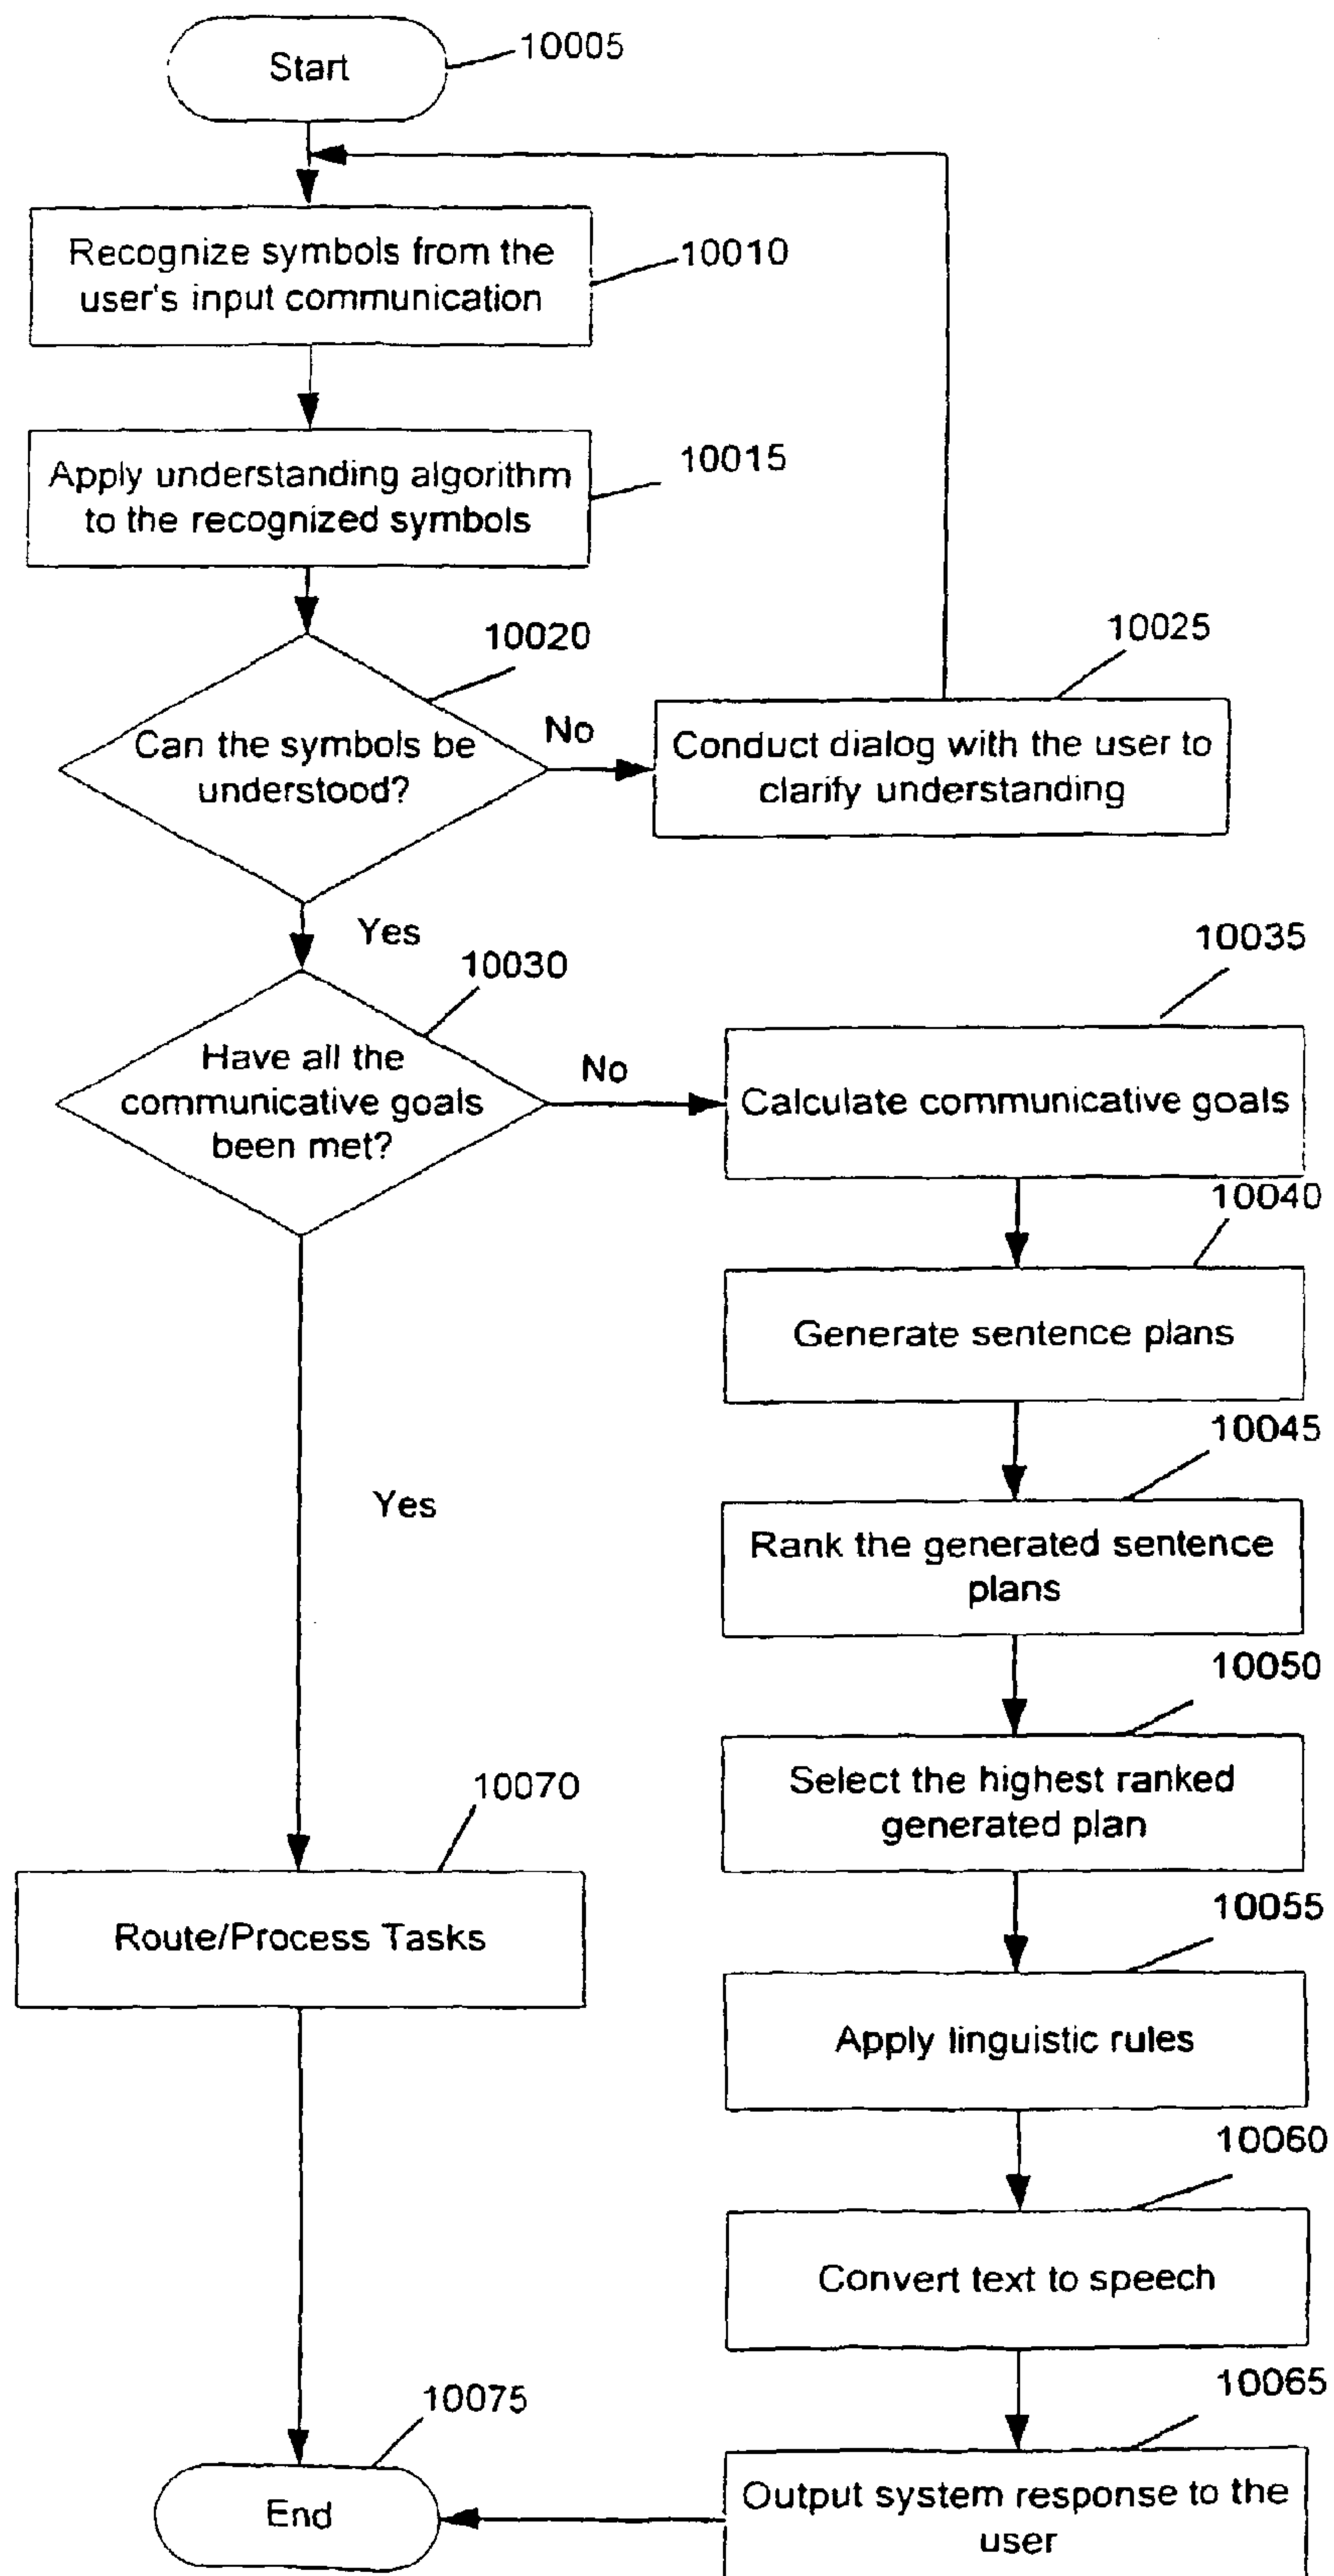 Start
10005
Recognize symbols from the
user's input communication
10010
Apply understanding algorithm
to the recognized symbols
10015
10020
Can the symbols be
understood?
No
10025
Conduct dialog with the user to
clarify understanding
Yes
10030
Have all the
communicative goals
been met?
No
10035
Calculate communicative goals
10040
Generate sentence plans
10045
Rank the generated sentence
plans
Yes
10050
Select the highest ranked
generated plan
10070
Route/Process Tasks
10055
Apply linguistic rules
10060
Convert text to speech
10065
Output system response to the
user
10075
End